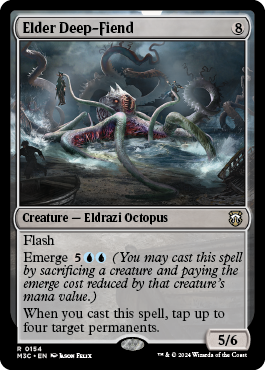 Elder Deep-Fiend 8
Creature — Eldrazi Octopus
Flash
Emerge 5 (You may cast this spell
by sacrificing a creature and paying the
emerge cost reduced by that creature's
mana value.)
When you cast this spell, tap up to
four target permanents.
5/6
R 0154
M3C • EN Jason Felix ™ & © 2024 Wizards of the Coast